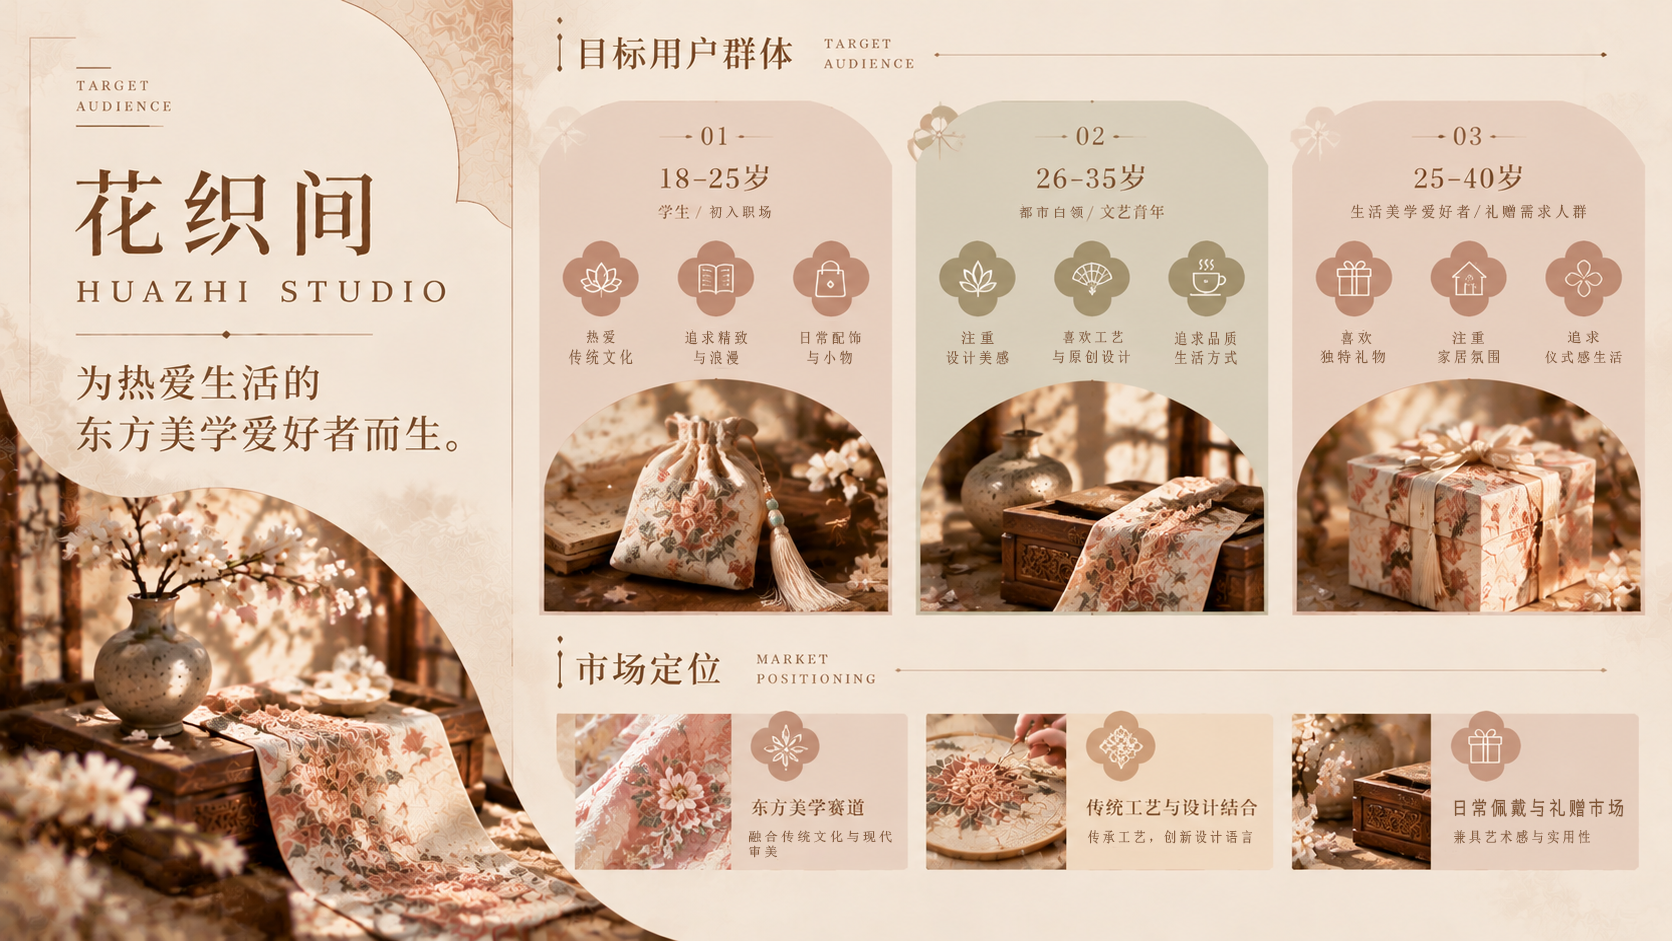 TARGET
AUDIENCE
花织间
HUAZHI STUDIO
为热爱生活的
东方美学爱好者而生。
目标用户群体
TARGET
AUDIENCE
01
18–25岁
学生 / 初入职场
热爱
传统文化
追求精致
与浪漫
日常配饰
与小物
02
26–35岁
都市白领 / 文艺青年
注重
设计美感
喜欢工艺
与原创设计
追求品质
生活方式
03
25–40岁
生活美学爱好者/礼赠需求人群
喜欢
独特礼物
注重
家居氛围
追求
仪式感生活
市场定位
MARKET
POSITIONING
东方美学赛道
融合传统文化与现代
审美
传统工艺与设计结合
传承工艺，创新设计语言
日常佩戴与礼赠市场
兼具艺术感与实用性